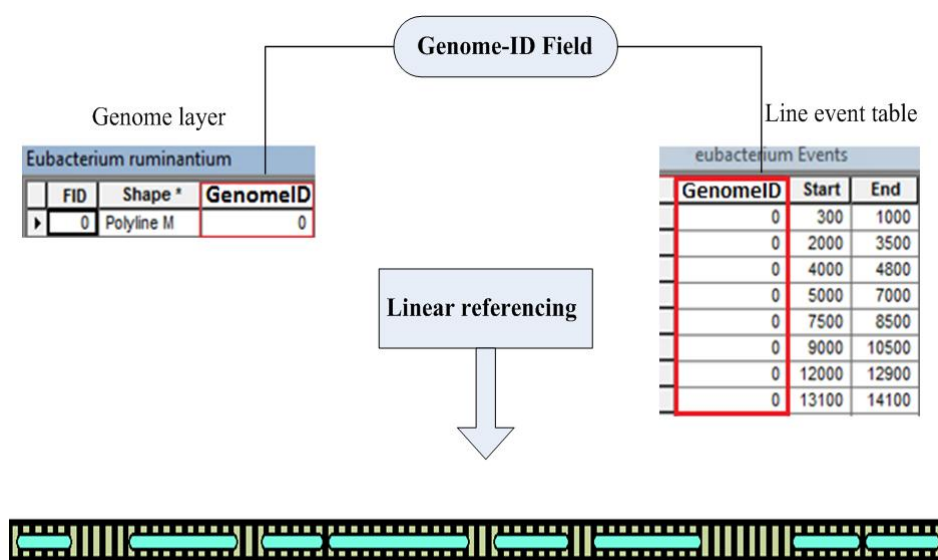 Genome-ID Field
Genome layer
Line event table
Eubacterium ruminantium
FID Shape * GenomeID
0 Polyline M 0
eubacterium Events
GenomeID Start End
0 300 1000
0 2000 3500
0 4000 4800
0 5000 7000
0 7500 8500
0 9000 10500
0 12000 12900
0 13100 14100
Linear referencing